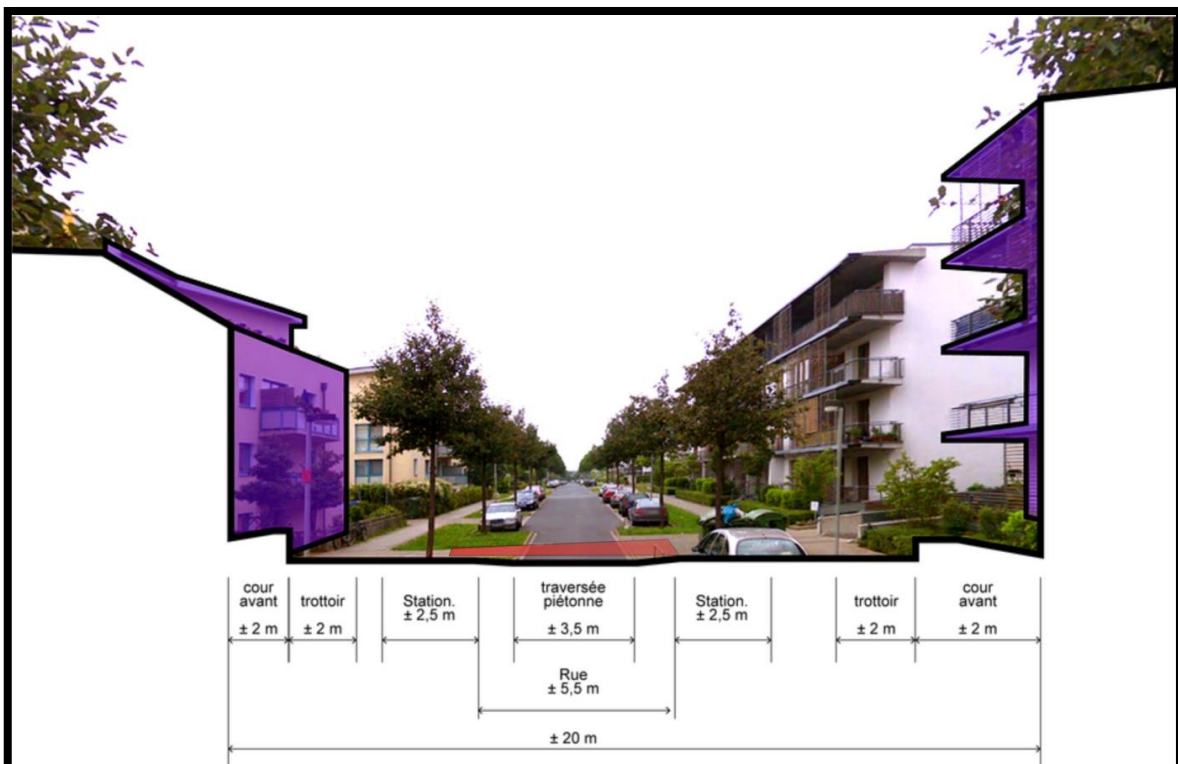 cour
avant
± 2 m
trottoir
± 2 m
Station.
± 2,5 m
traversée
piétonne
± 3,5 m
Station.
± 2,5 m
trottoir
± 2 m
cour
avant
± 2 m
Rue
± 5,5 m
± 20 m